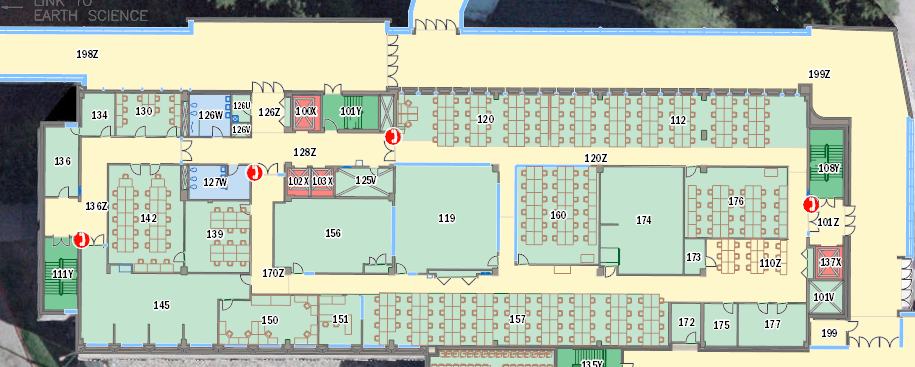 LINK TO
EARTH SCIENCE
198Z
199Z
134
130
126W
126U
126V
126Z
100X
101Y
120
112
136
128Z
120Z
108Y
127W
102X
103X
125V
136Z
142
139
156
119
160
174
176
101Z
111Y
170Z
173
110Z
137X
145
150
151
157
172
175
177
101V
199
135Y